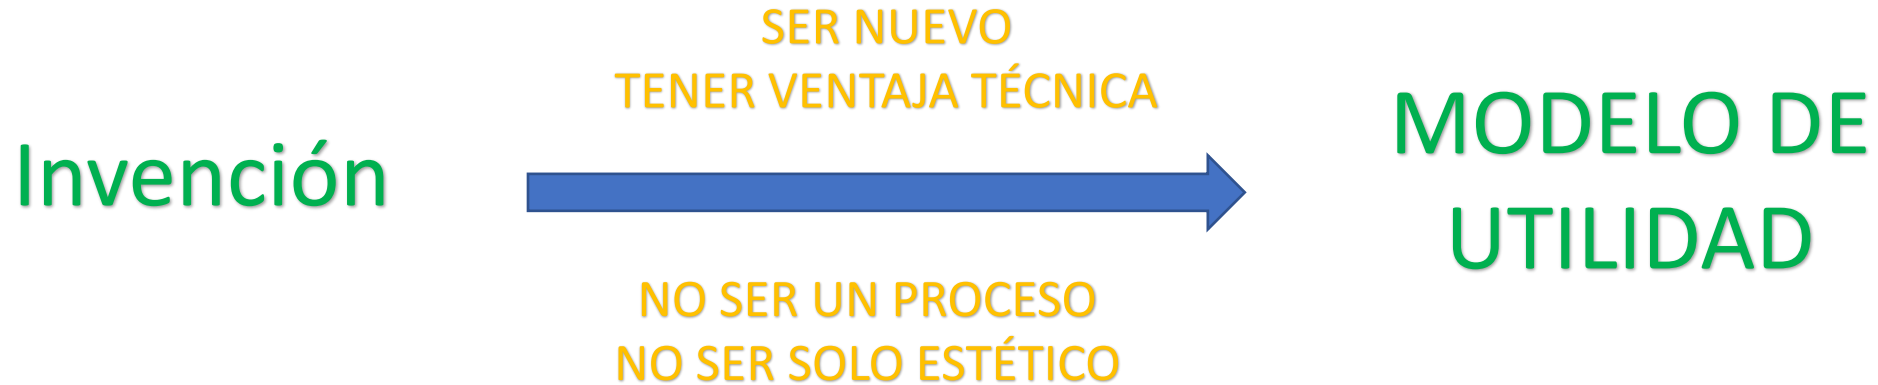 Invención
SER NUEVO
TENER VENTAJA TÉCNICA
NO SER UN PROCESO
NO SER SOLO ESTÉTICO
MODELO DE
UTILIDAD